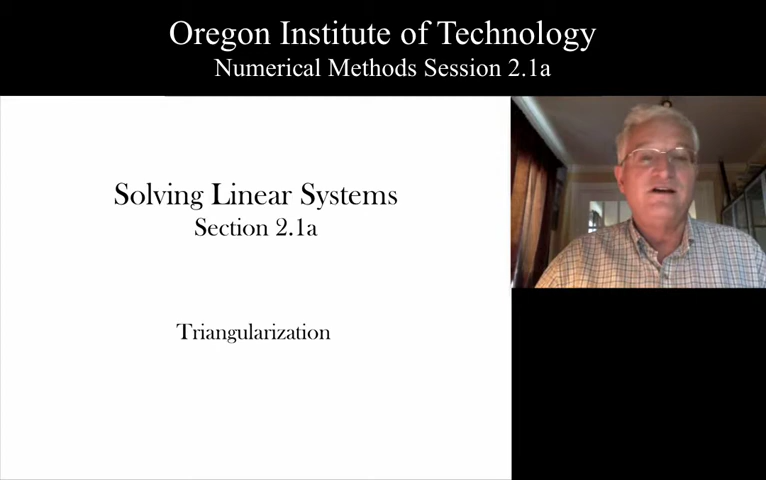 Oregon Institute of Technology
Numerical Methods Session 2.1a
Solving Linear Systems
Section 2.1a
Triangularization